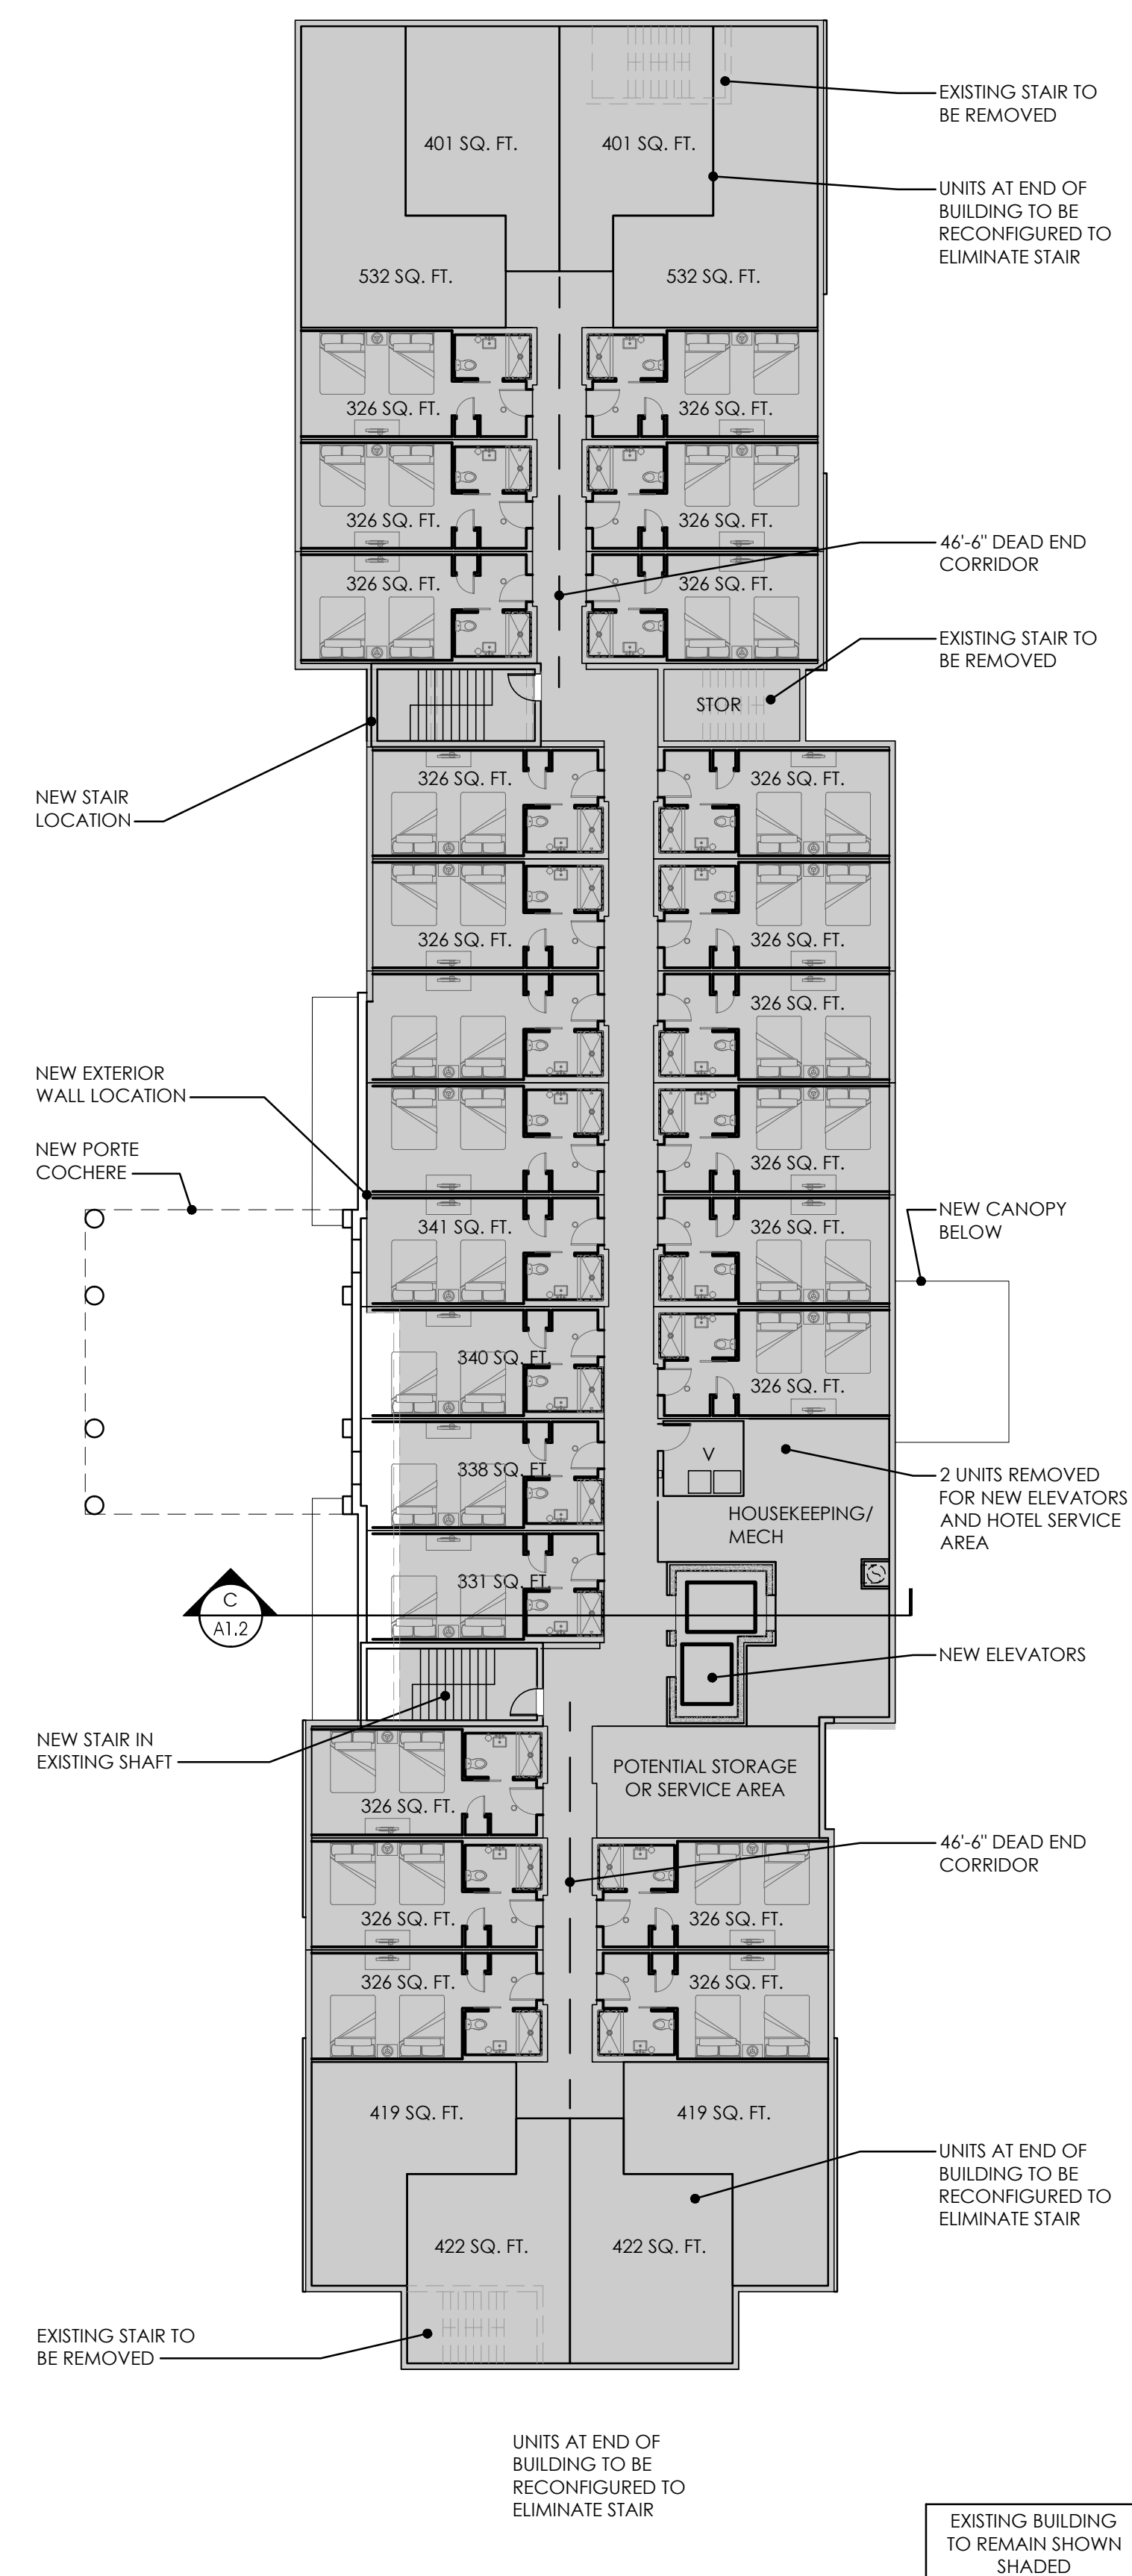 EXISTING STAIR TO
BE REMOVED
401 SQ. FT.
401 SQ. FT.
UNITS AT END OF
BUILDING TO BE
RECONFIGURED TO
ELIMINATE STAIR
532 SQ. FT.
532 SQ. FT.
326 SQ. FT.
326 SQ. FT.
326 SQ. FT.
326 SQ. FT.
46'-6" DEAD END
CORRIDOR
326 SQ. FT.
326 SQ. FT.
EXISTING STAIR TO
BE REMOVED
STOR
NEW STAIR
LOCATION
326 SQ. FT.
326 SQ. FT.
326 SQ. FT.
326 SQ. FT.
326 SQ. FT.
NEW EXTERIOR
WALL LOCATION
NEW PORTE
COCHERE
326 SQ. FT.
341 SQ. FT.
326 SQ. FT.
NEW CANOPY
BELOW
340 SQ. FT.
326 SQ. FT.
338 SQ. FT.
V
2 UNITS REMOVED
FOR NEW ELEVATORS
AND HOTEL SERVICE
AREA
HOUSEKEEPING/
MECH
331 SQ. FT.
S
C
A1.2
NEW ELEVATORS
NEW STAIR IN
EXISTING SHAFT
POTENTIAL STORAGE
OR SERVICE AREA
326 SQ. FT.
46'-6" DEAD END
CORRIDOR
326 SQ. FT.
326 SQ. FT.
326 SQ. FT.
326 SQ. FT.
419 SQ. FT.
419 SQ. FT.
UNITS AT END OF
BUILDING TO BE
RECONFIGURED TO
ELIMINATE STAIR
422 SQ. FT.
422 SQ. FT.
EXISTING STAIR TO
BE REMOVED
UNITS AT END OF
BUILDING TO BE
RECONFIGURED TO
ELIMINATE STAIR
EXISTING BUILDING
TO REMAIN SHOWN
SHADED